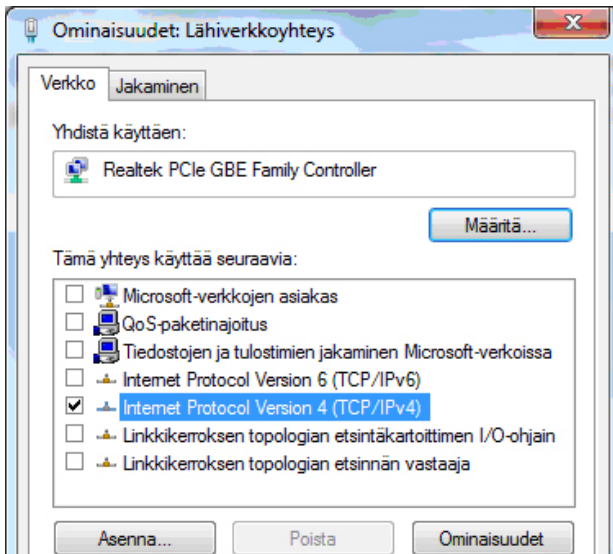 Ominaisuudet: Lähiverkkoyhteys
Verkko Jakaminen
Yhdistä käyttäen:
Realtek PCIe GBE Family Controller
Määritä...
Tämä yhteys käyttää seuraavia:
Microsoft-verkkojen asiakas
QoS-paketinajoitus
Tiedostojen ja tulostimien jakaminen Microsoft-verkoissa
Internet Protocol Version 6 (TCP/IPv6)
Internet Protocol Version 4 (TCP/IPv4)
Linkkikerroksen topologian etsintäkartoittimen I/O-ohjain
Linkkikerroksen topologian etsinnän vastaaja
Asenna... Poista Ominaisuudet